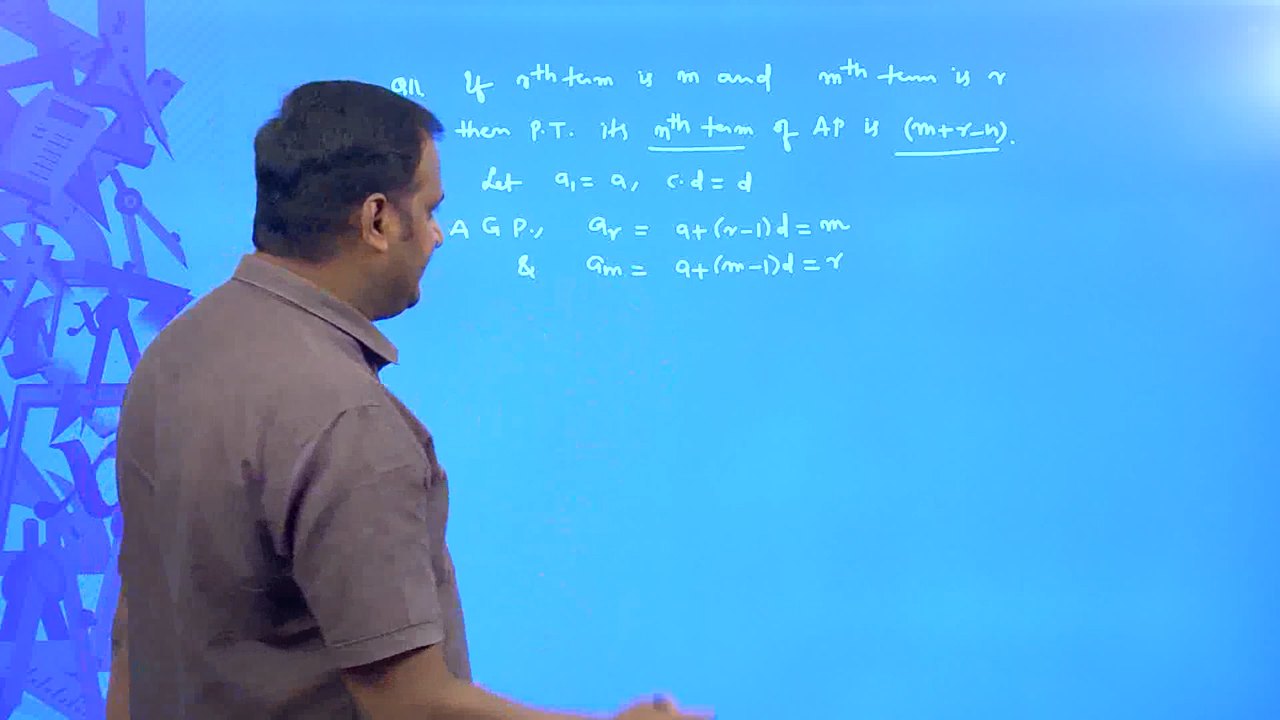 Q11. If rth term is m and mth term is r
then P.T. its nth term of AP is (m+r-n).
Let a₁ = a, c.d = d
A G P., aᵣ = a+(r-1)d = m
& aₘ = a+(m-1)d = r